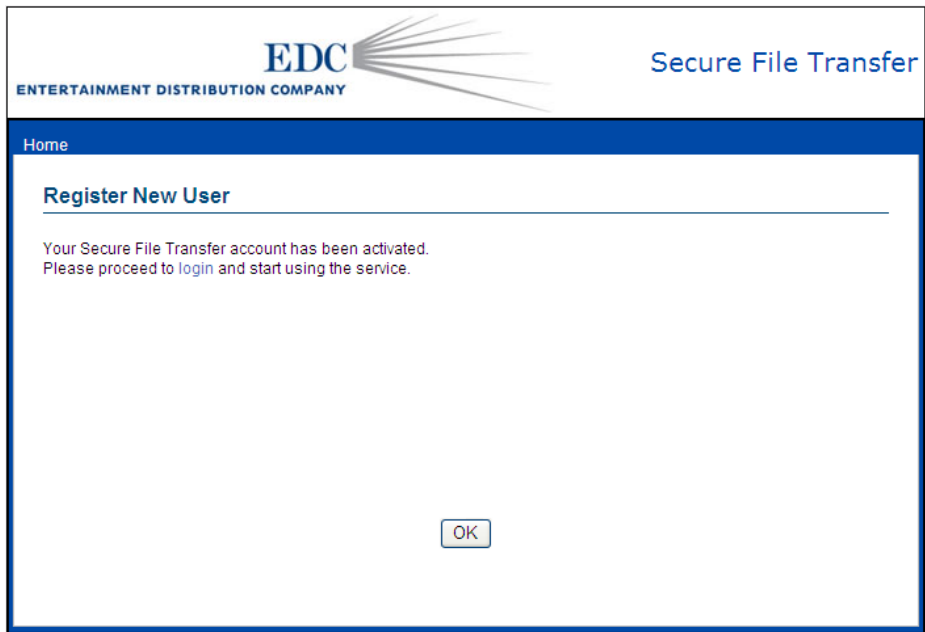 EDC
ENTERTAINMENT DISTRIBUTION COMPANY
Secure File Transfer
Home
Register New User
Your Secure File Transfer account has been activated.
Please proceed to login and start using the service.
OK